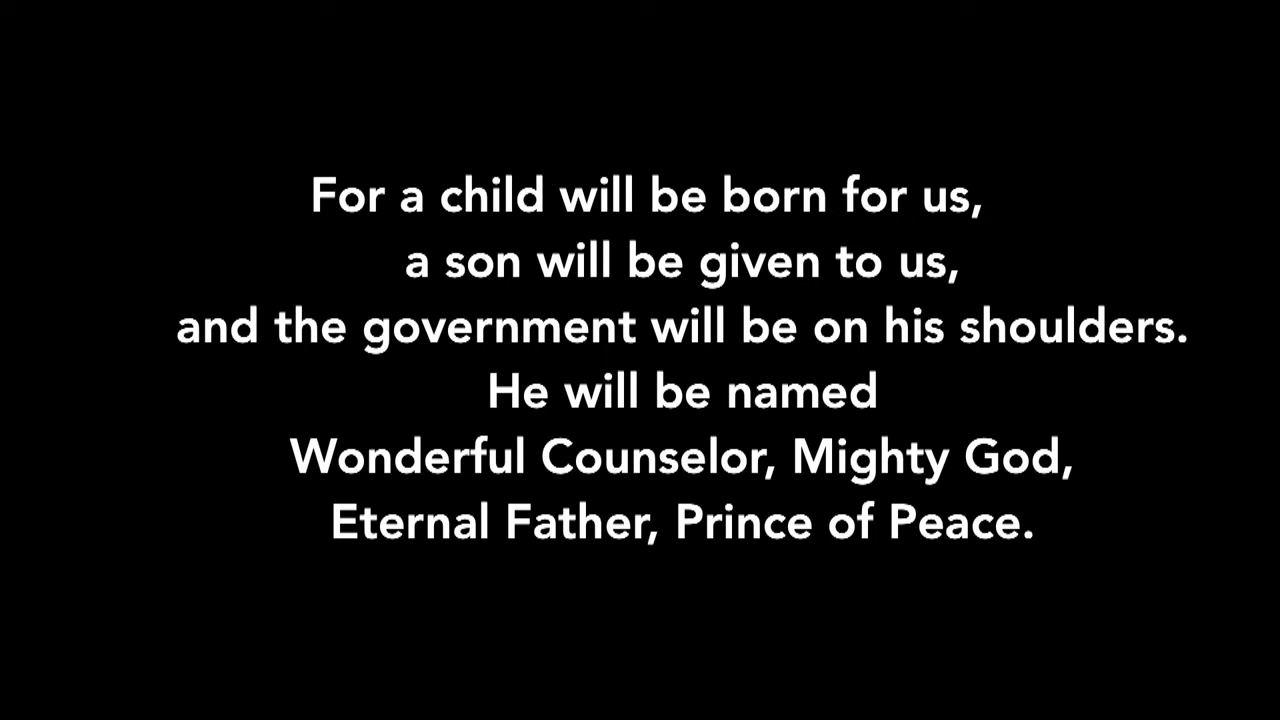 For a child will be born for us,
a son will be given to us,
and the government will be on his shoulders.
He will be named
Wonderful Counselor, Mighty God,
Eternal Father, Prince of Peace.